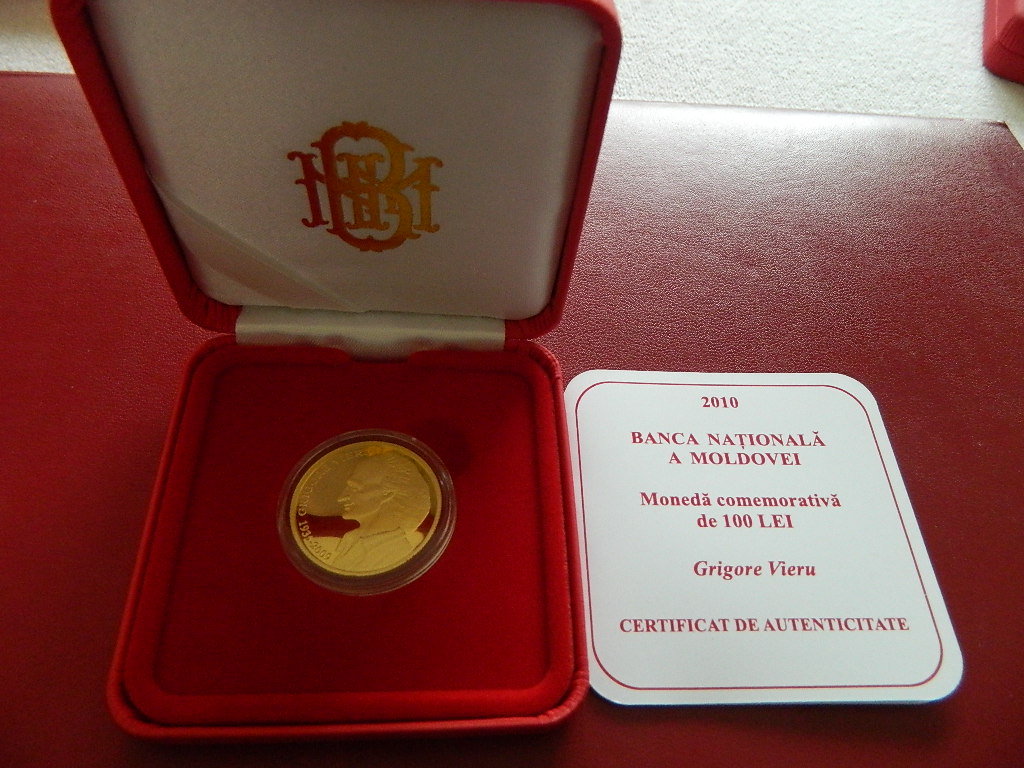 2010
BANCA NAȚIONALĂ
A MOLDOVEI
Monedă comemorativă
de 100 LEI
Grigore Vieru
CERTIFICAT DE AUTENTICITATE